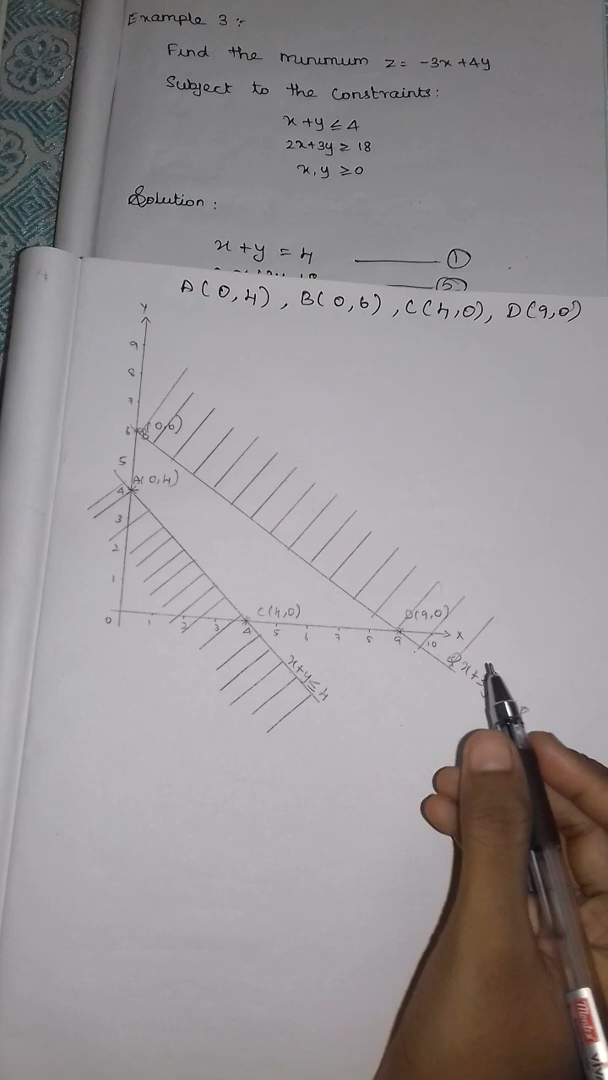 Example 3 :-
Find the minimum z = -3x + 4y
Subject to the constraints:
x + y ≤ 4
2x + 3y ≥ 18
x, y ≥ 0
Solution :
x + y = 4 ——— ①
A(0,4), B(0,6), C(4,0), D(9,0)
Y
9
8
7
6
B(0,6)
5
4
A(0,4)
3
2
1
0 1 2 3 4 5 6 7 8 9 10 X
C(4,0)
D(9,0)
x+y≤4
2x+